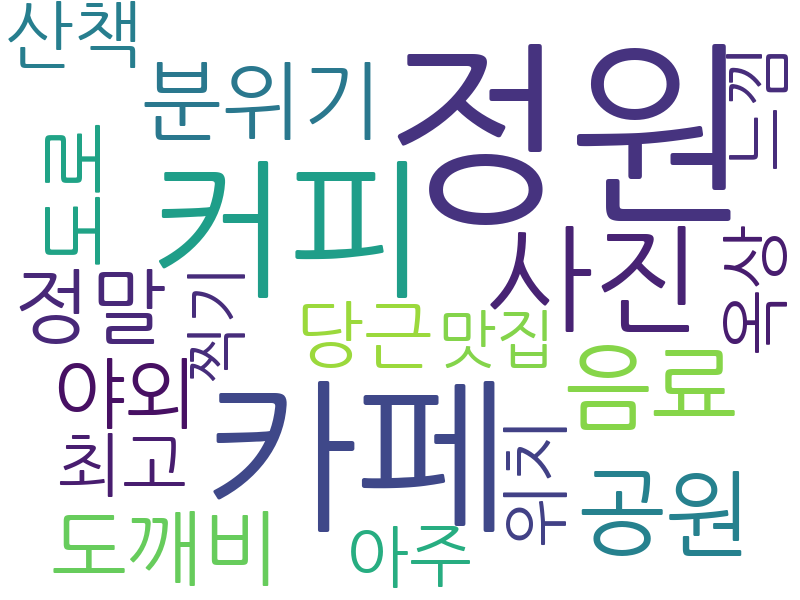 산책
분위기
정원
느낌
도로
커피
사진
옥상
정말
찍기
당근
맛집
야외
음료
최고
카페
위치
공원
도깨비
아주